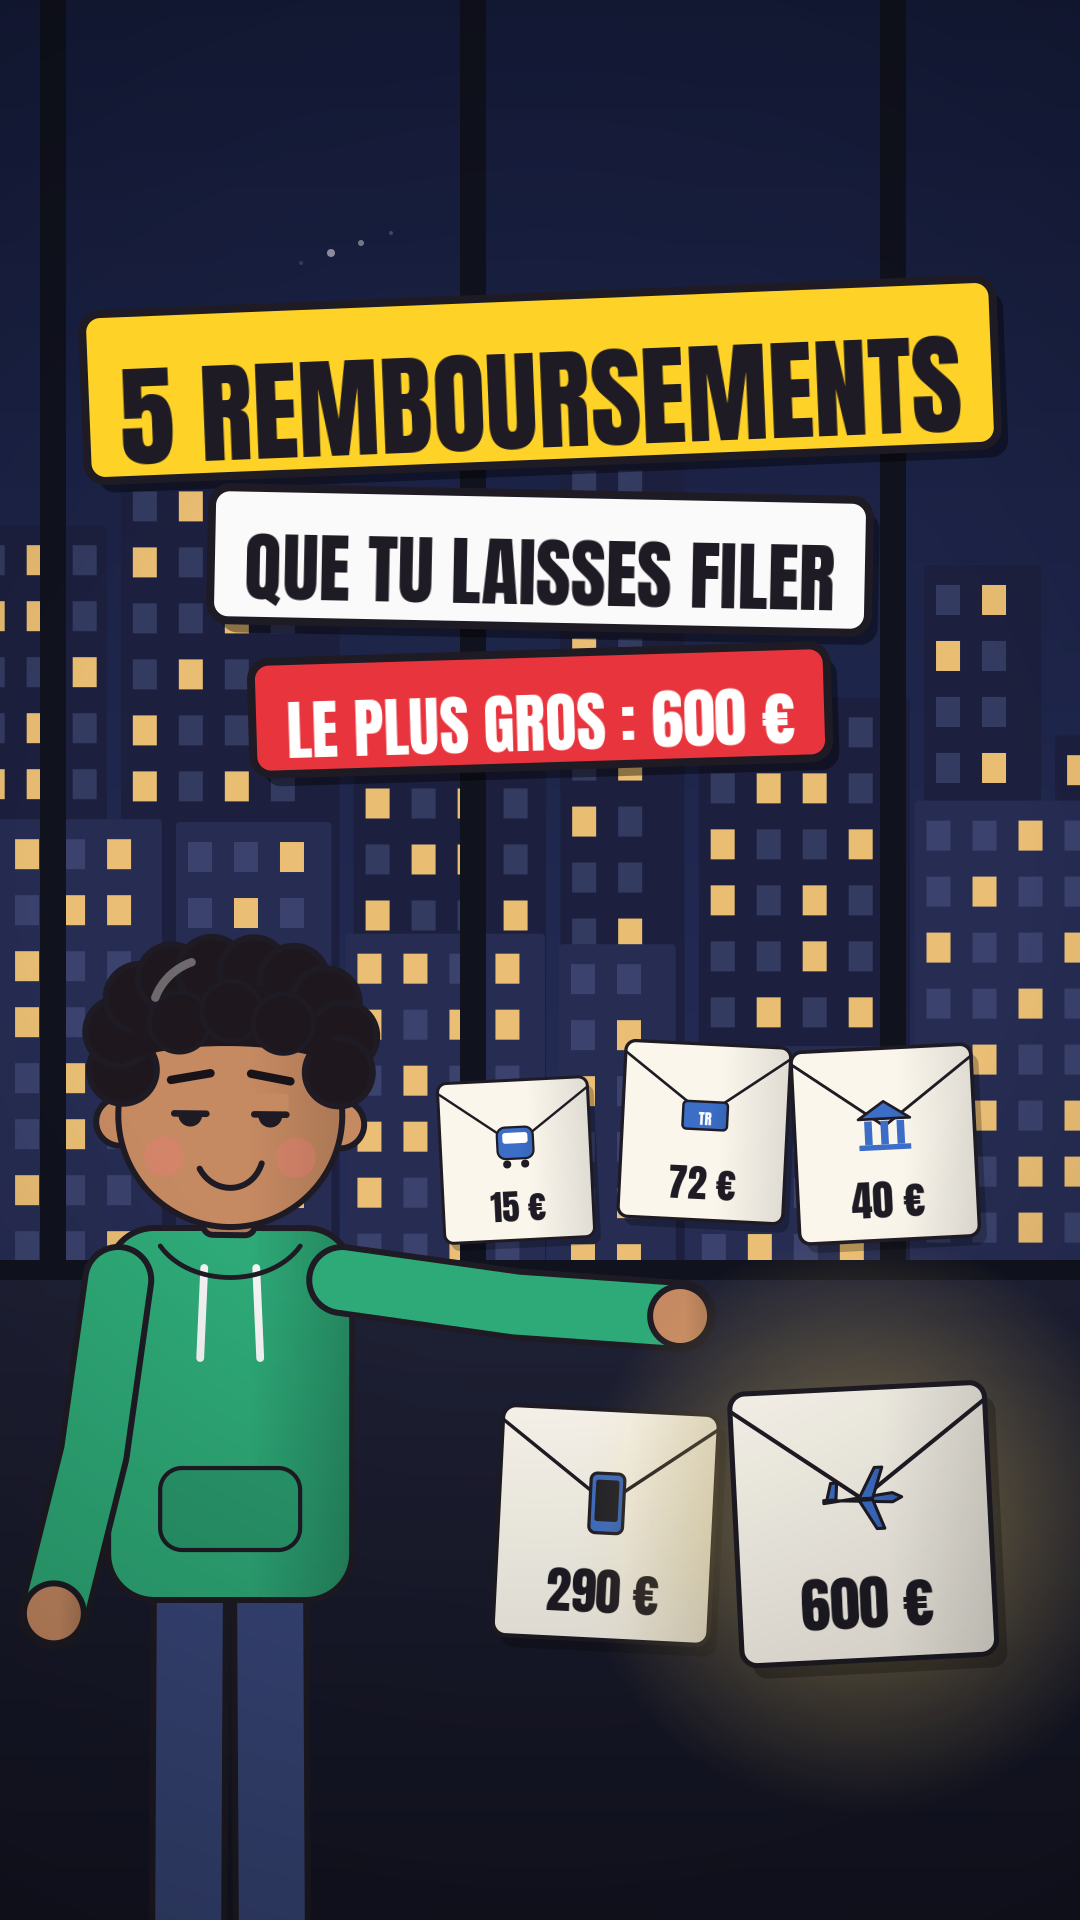 5 REMBOURSEMENTS
QUE TU LAISSES FILER
LE PLUS GROS : 600 €
15 €
TR
72 €
40 €
290 €
600 €